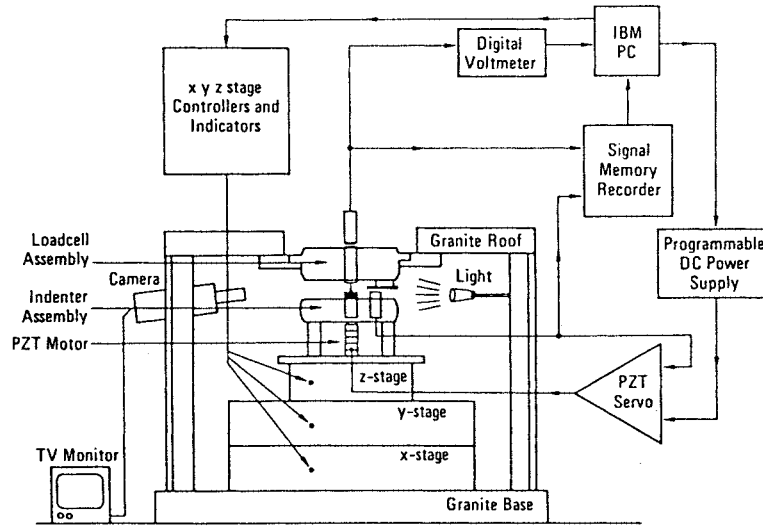 Digital
Voltmeter
IBM
PC
x y z stage
Controllers and
Indicators
Signal
Memory
Recorder
Loadcell
Assembly
Granite Roof
Programmable
DC Power
Supply
Camera
Light
Indenter
Assembly
PZT Motor
z-stage
PZT
Servo
y-stage
x-stage
TV Monitor
Granite Base